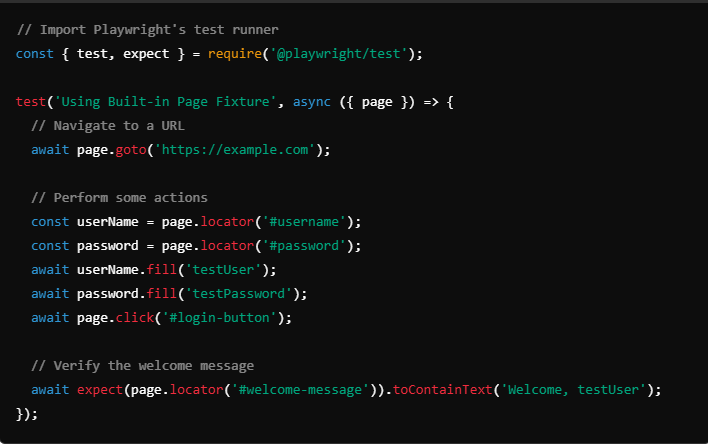 // Import Playwright's test runner
const { test, expect } = require('@playwright/test');
test('Using Built-in Page Fixture', async ({ page }) => {
// Navigate to a URL
await page.goto('https://example.com');
// Perform some actions
const userName = page.locator('#username');
const password = page.locator('#password');
await userName.fill('testUser');
await password.fill('testPassword');
await page.click('#login-button');
// Verify the welcome message
await expect(page.locator('#welcome-message')).toContainText('Welcome, testUser');
});